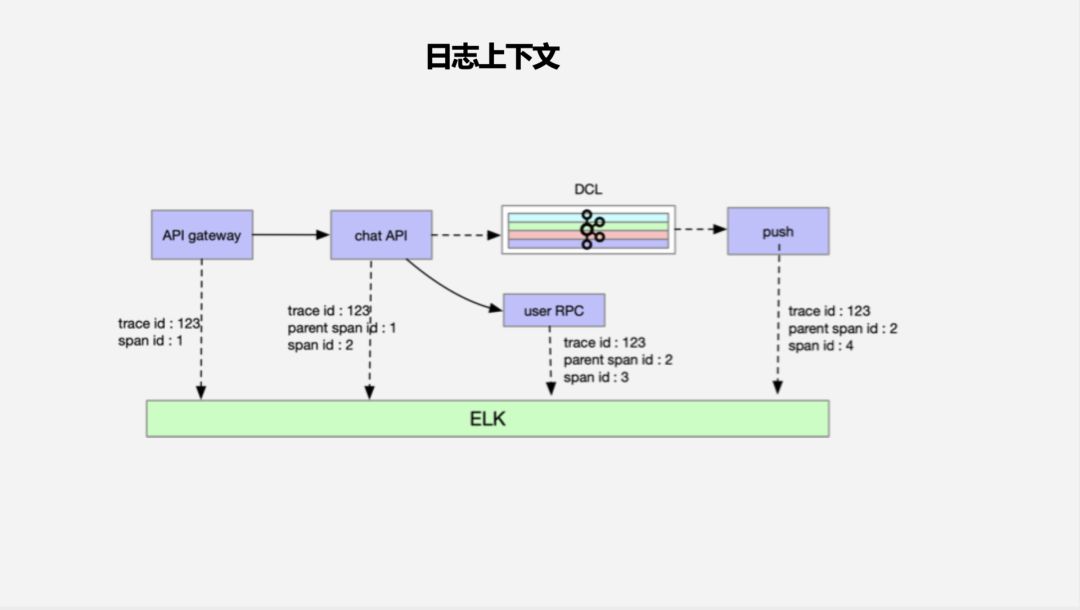 日志上下文
DCL
API gateway
chat API
push
user RPC
trace id : 123
span id : 1
trace id : 123
parent span id : 1
span id : 2
trace id : 123
parent span id : 2
span id : 3
trace id : 123
parent span id : 2
span id : 4
ELK